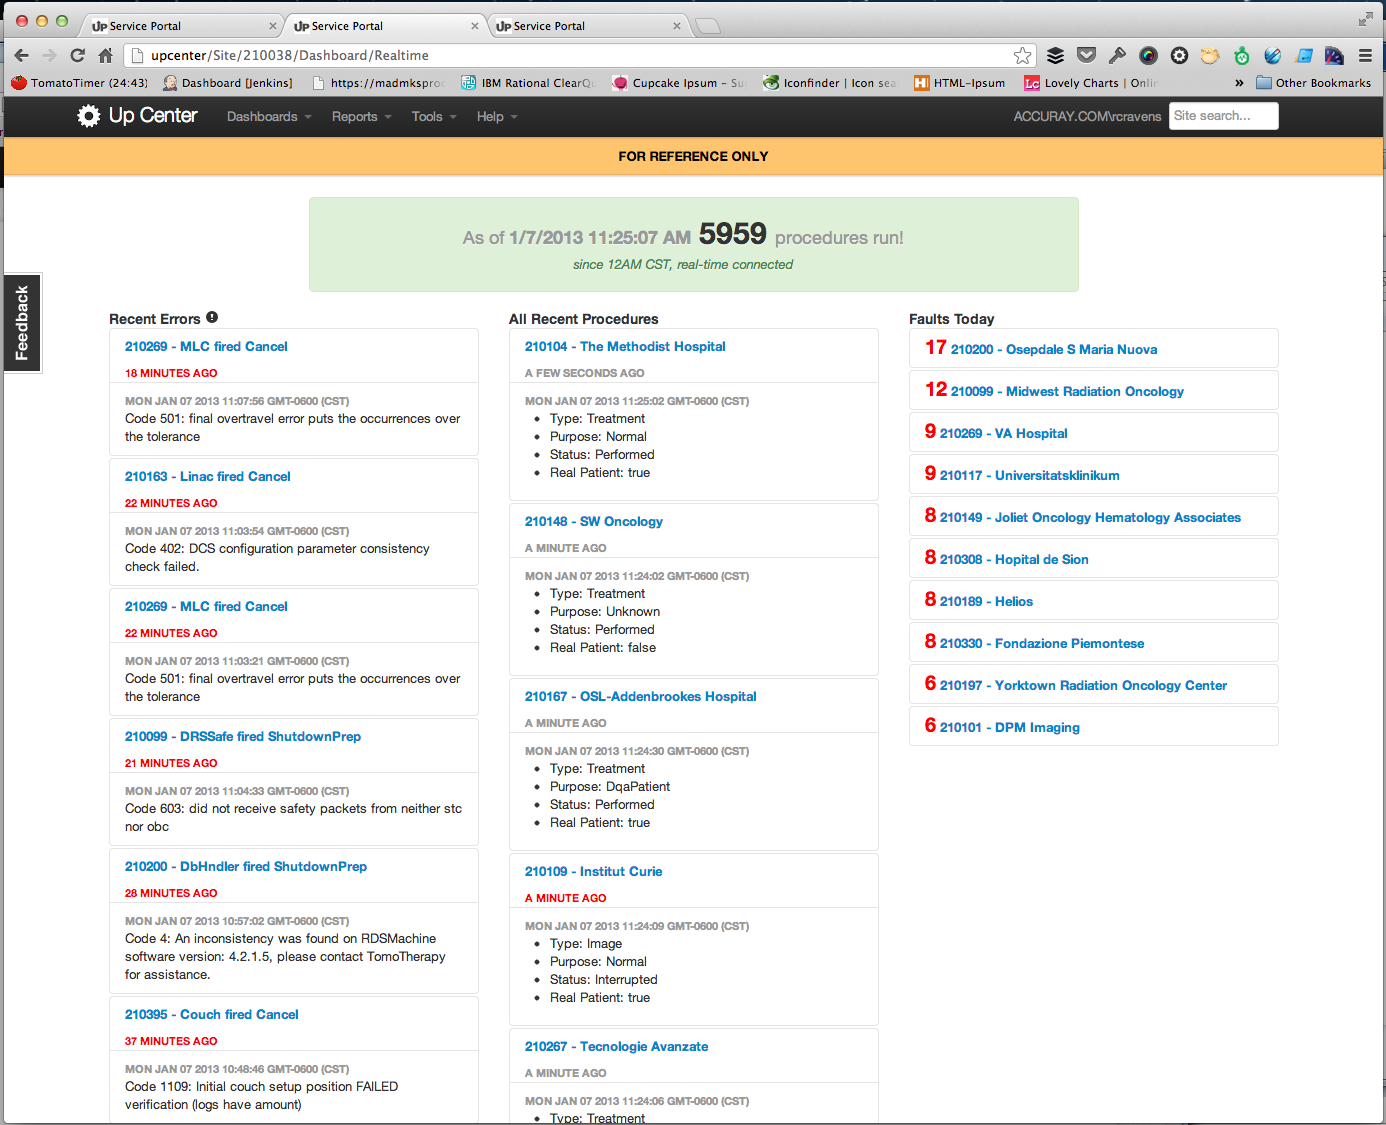 Up Service Portal
Up Service Portal
Up Service Portal
upcenter/Site/210038/Dashboard/Realtime
TomatoTimer (24:43)
Dashboard [Jenkins]
https://madmkspro
IBM Rational ClearQ
Cupcake Ipsum - Su
Iconfinder | Icon sea
HTML-Ipsum
Lc Lovely Charts | Onlin
» Other Bookmarks
Up Center
Dashboards
Reports
Tools
Help
ACCURAY.COM\rcravens
Site search...
FOR REFERENCE ONLY
As of 1/7/2013 11:25:07 AM 5959 procedures run!
since 12AM CST, real-time connected
Feedback
Recent Errors
210269 - MLC fired Cancel
18 MINUTES AGO
MON JAN 07 2013 11:07:56 GMT-0600 (CST)
Code 501: final overtravel error puts the occurrences over
the tolerance
210163 - Linac fired Cancel
22 MINUTES AGO
MON JAN 07 2013 11:03:54 GMT-0600 (CST)
Code 402: DCS configuration parameter consistency
check failed.
210269 - MLC fired Cancel
22 MINUTES AGO
MON JAN 07 2013 11:03:21 GMT-0600 (CST)
Code 501: final overtravel error puts the occurrences over
the tolerance
210099 - DRSSafe fired ShutdownPrep
21 MINUTES AGO
MON JAN 07 2013 11:04:33 GMT-0600 (CST)
Code 603: did not receive safety packets from neither stc
nor obc
210200 - DbHndler fired ShutdownPrep
28 MINUTES AGO
MON JAN 07 2013 10:57:02 GMT-0600 (CST)
Code 4: An inconsistency was found on RDSMachine
software version: 4.2.1.5, please contact TomoTherapy
for assistance.
210395 - Couch fired Cancel
37 MINUTES AGO
MON JAN 07 2013 10:48:46 GMT-0600 (CST)
Code 1109: Initial couch setup position FAILED
verification (logs have amount)
All Recent Procedures
210104 - The Methodist Hospital
A FEW SECONDS AGO
MON JAN 07 2013 11:25:02 GMT-0600 (CST)
• Type: Treatment
• Purpose: Normal
• Status: Performed
• Real Patient: true
210148 - SW Oncology
A MINUTE AGO
MON JAN 07 2013 11:24:02 GMT-0600 (CST)
• Type: Treatment
• Purpose: Unknown
• Status: Performed
• Real Patient: false
210167 - OSL-Addenbrookes Hospital
A MINUTE AGO
MON JAN 07 2013 11:24:30 GMT-0600 (CST)
• Type: Treatment
• Purpose: DqaPatient
• Status: Performed
• Real Patient: true
210109 - Institut Curie
A MINUTE AGO
MON JAN 07 2013 11:24:09 GMT-0600 (CST)
• Type: Image
• Purpose: Normal
• Status: Interrupted
• Real Patient: true
210267 - Tecnologie Avanzate
A MINUTE AGO
MON JAN 07 2013 11:24:06 GMT-0600 (CST)
• Type: Treatment
Faults Today
17 210200 - Osepdale S Maria Nuova
12 210099 - Midwest Radiation Oncology
9 210269 - VA Hospital
9 210117 - Universitatsklinikum
8 210149 - Joliet Oncology Hematology Associates
8 210308 - Hopital de Sion
8 210189 - Helios
8 210330 - Fondazione Piemontese
6 210197 - Yorktown Radiation Oncology Center
6 210101 - DPM Imaging